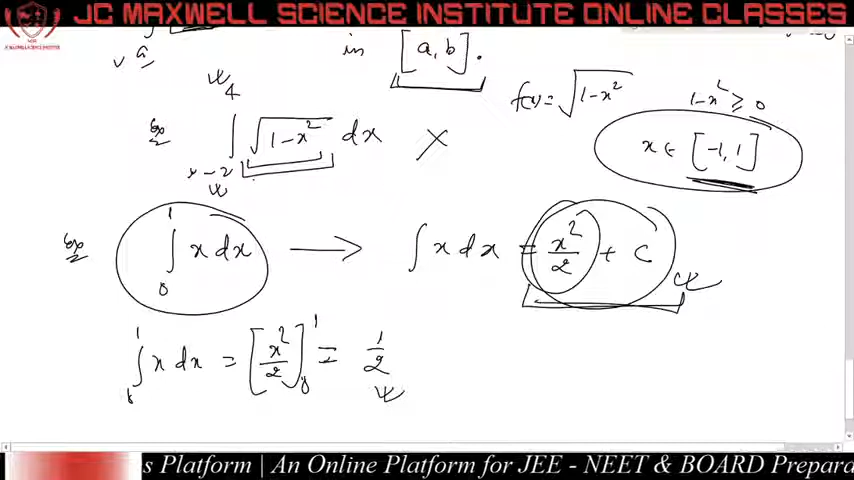 JC MAXWELL SCIENCE INSTITUTE ONLINE CLASSES
a in [a, b].
f(x) = √(1-x²) 1-x² ≥ 0
Ex ∫₋₂⁴ √(1-x²) dx X x ∈ [-1, 1]
Ex ∫₀¹ x dx → ∫ x dx = x²/2 + C
∫₀¹ x dx = [x²/2]₀¹ = 1/2
s Platform | An Online Platform for JEE - NEET & BOARD Prepara